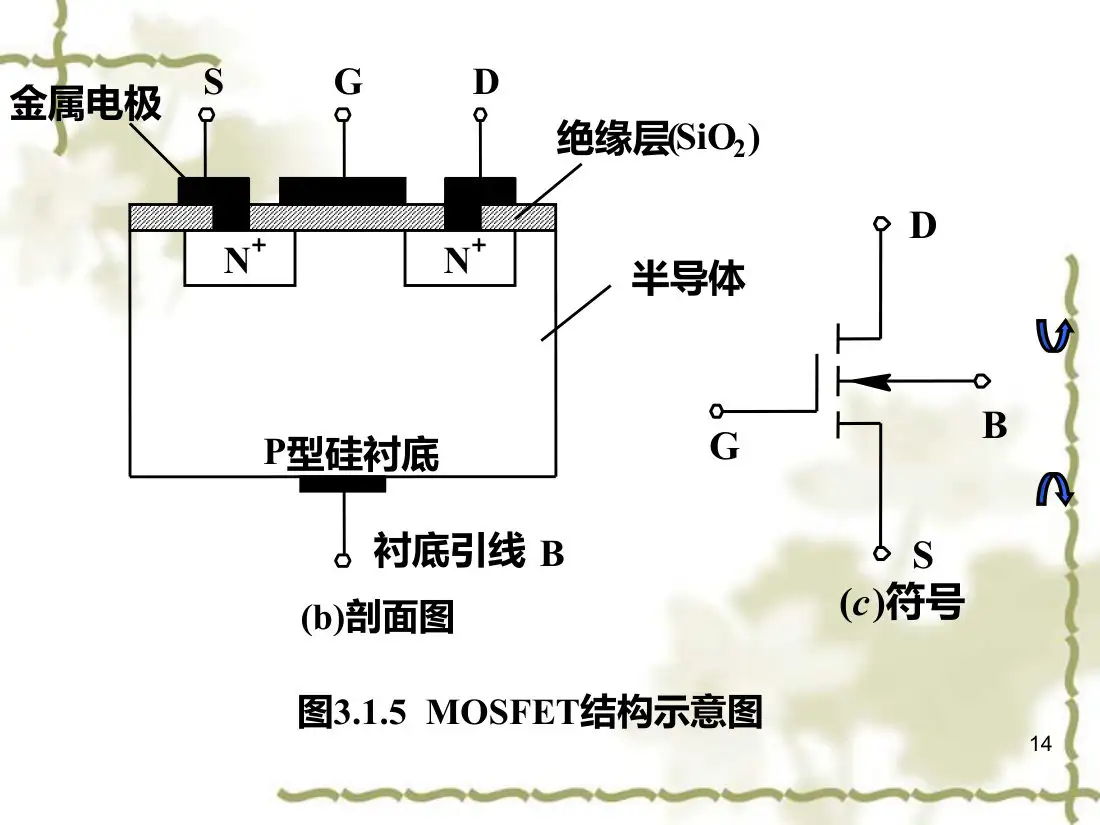 S G D
金属电极
绝缘层(SiO₂)
N⁺ N⁺
D
半导体
B
G
P型硅衬底
衬底引线 B
S
(b)剖面图
(c)符号
图3.1.5 MOSFET结构示意图
14